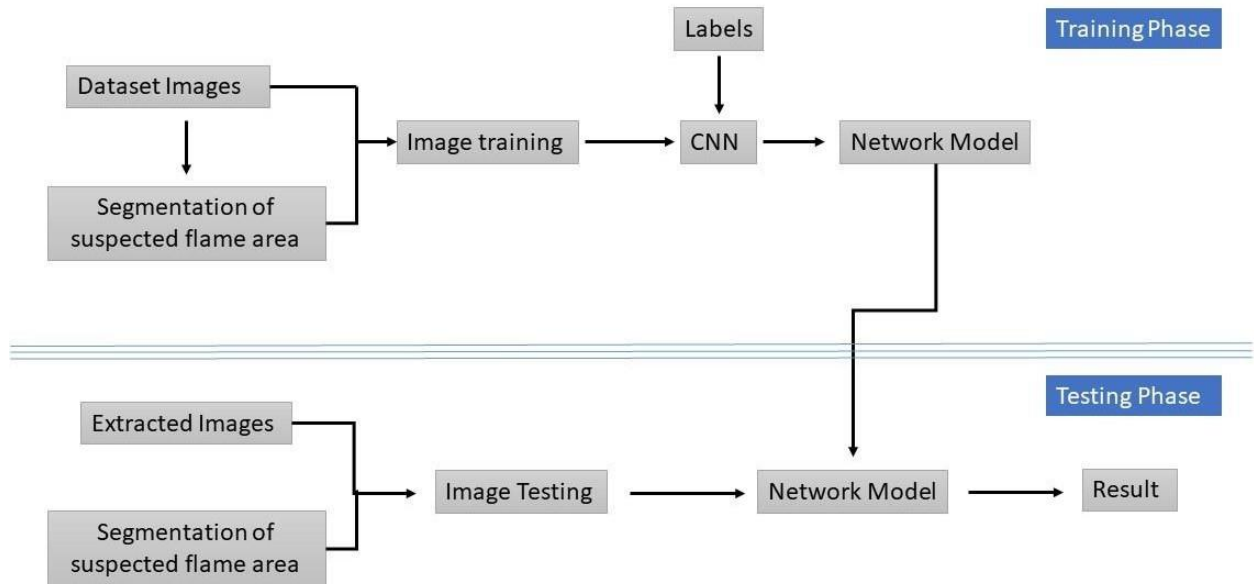 Labels
Training Phase
Dataset Images
Image training
CNN
Network Model
Segmentation of
suspected flame area
Testing Phase
Extracted Images
Image Testing
Network Model
Result
Segmentation of
suspected flame area